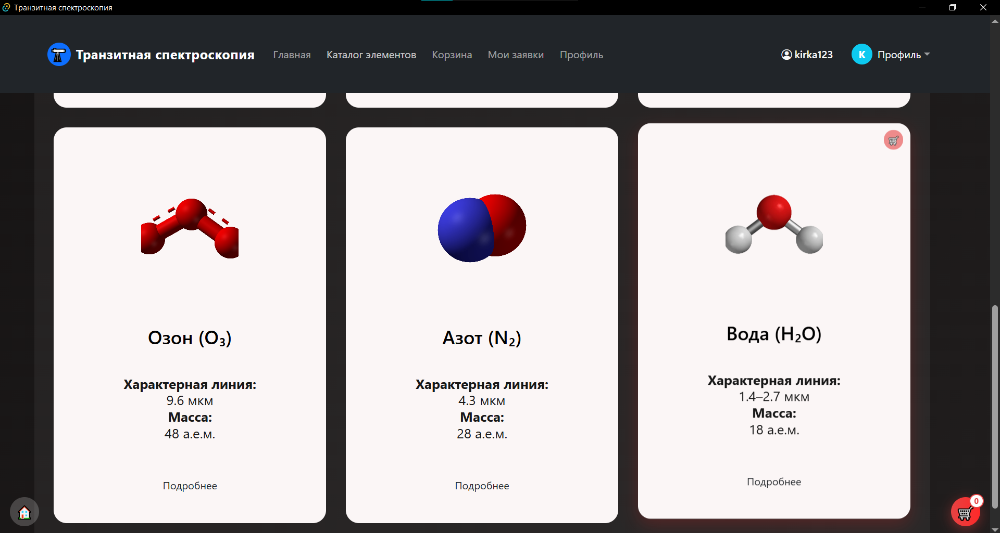 Транзитная спектроскопия
Транзитная спектроскопия Главная Каталог элементов Корзина Мои заявки Профиль kirka123 K Профиль
Озон (O₃)
Характерная линия:
9.6 мкм
Масса:
48 а.е.м.
Подробнее
Азот (N₂)
Характерная линия:
4.3 мкм
Масса:
28 а.е.м.
Подробнее
Вода (H₂O)
Характерная линия:
1.4–2.7 мкм
Масса:
18 а.е.м.
Подробнее
0